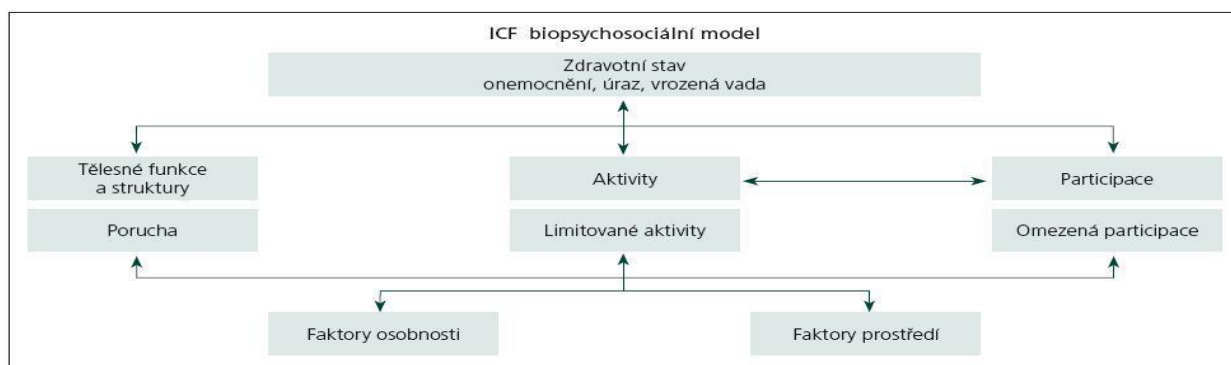 ICF biopsychosociální model
Zdravotní stav
onemocnění, úraz, vrozená vada
Tělesné funkce
a struktury
Aktivity
Participace
Porucha
Limitované aktivity
Omezená participace
Faktory osobnosti
Faktory prostředí